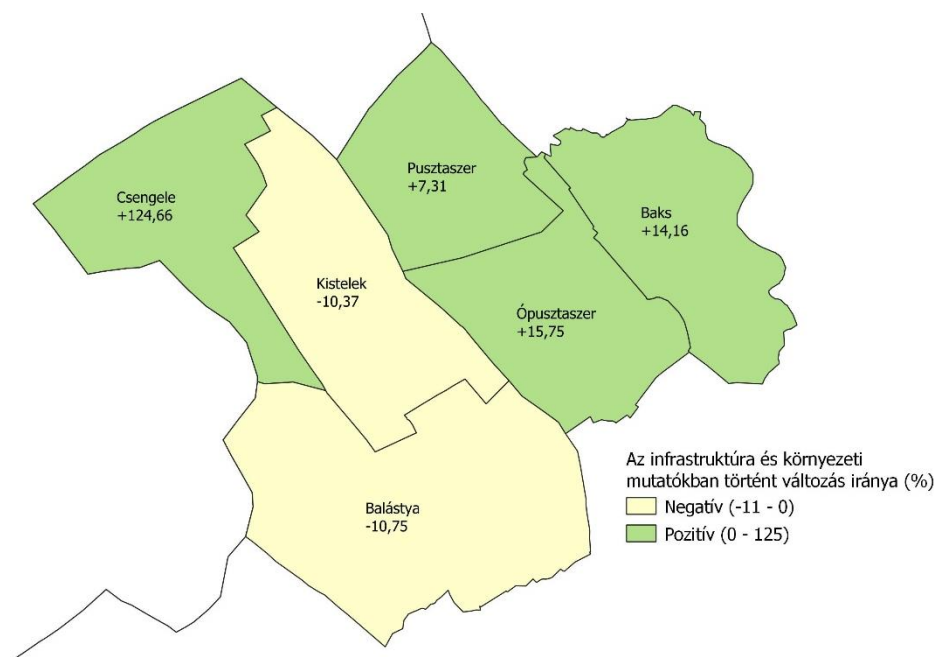 Pusztaszer
+7,31
Csengele
+124,66
Baks
+14,16
Kistelek
-10,37
Ópusztaszer
+15,75
Balástya
-10,75
Az infrastruktúra és környezeti
mutatókban történt változás iránya (%)
Negatív (-11 - 0)
Pozitív (0 - 125)